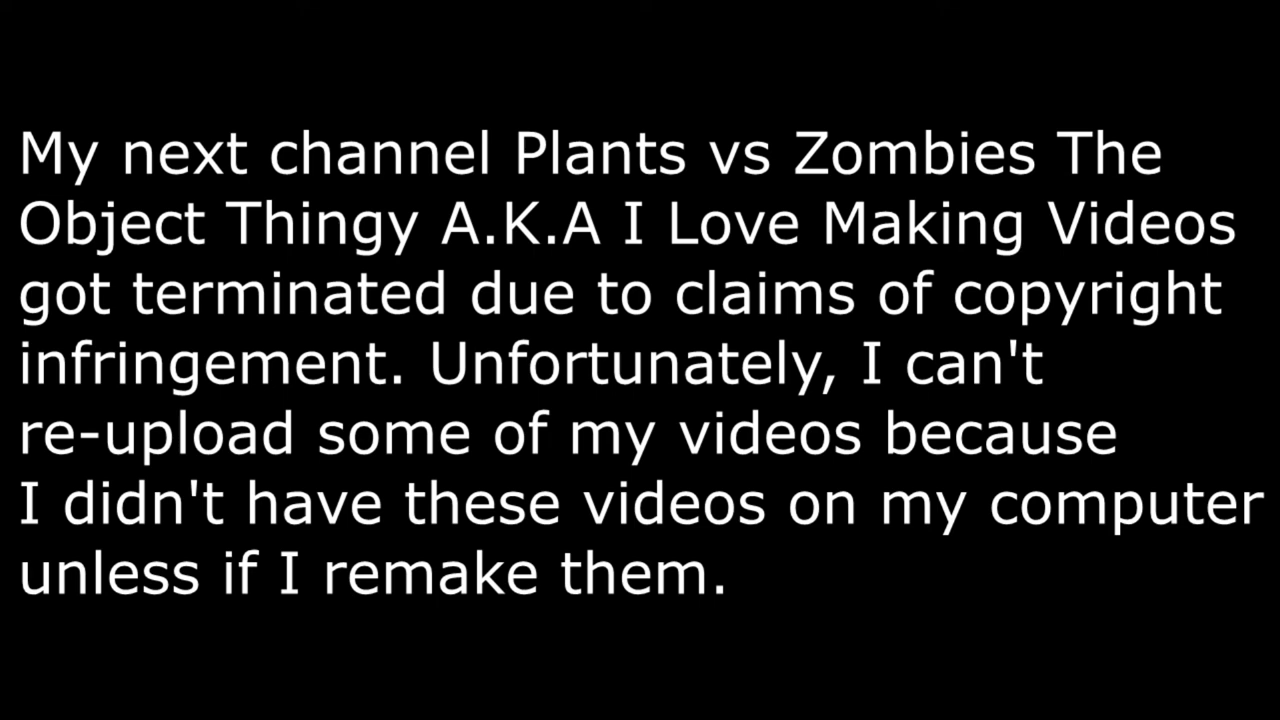 My next channel Plants vs Zombies The
Object Thingy A.K.A I Love Making Videos
got terminated due to claims of copyright
infringement. Unfortunately, I can't
re-upload some of my videos because
I didn't have these videos on my computer
unless if I remake them.